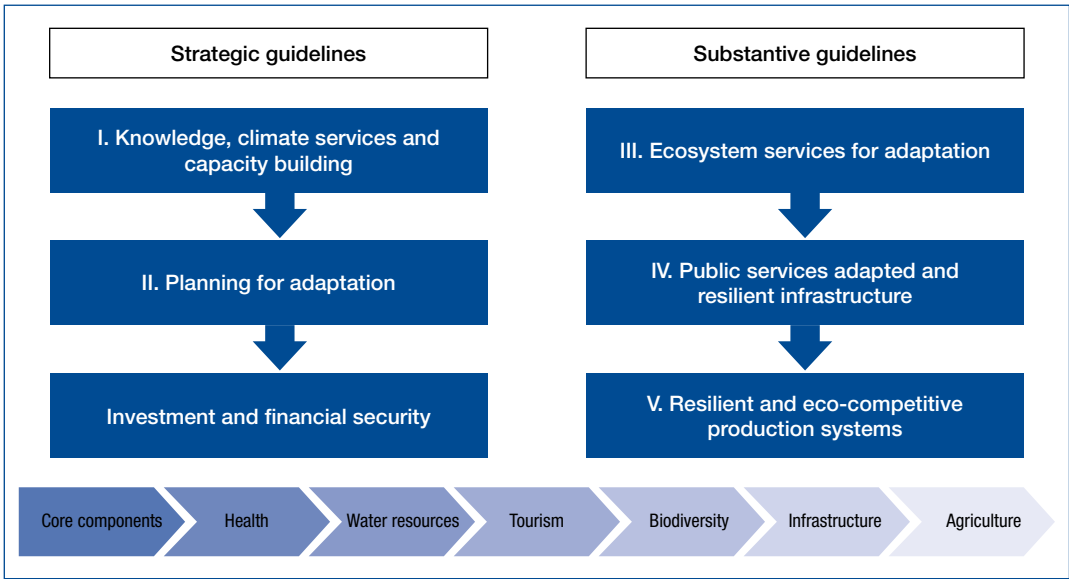 Strategic guidelines
I. Knowledge, climate services and
capacity building
II. Planning for adaptation
Investment and financial security
Substantive guidelines
III. Ecosystem services for adaptation
IV. Public services adapted and
resilient infrastructure
V. Resilient and eco-competitive
production systems
Core components
Health
Water resources
Tourism
Biodiversity
Infrastructure
Agriculture